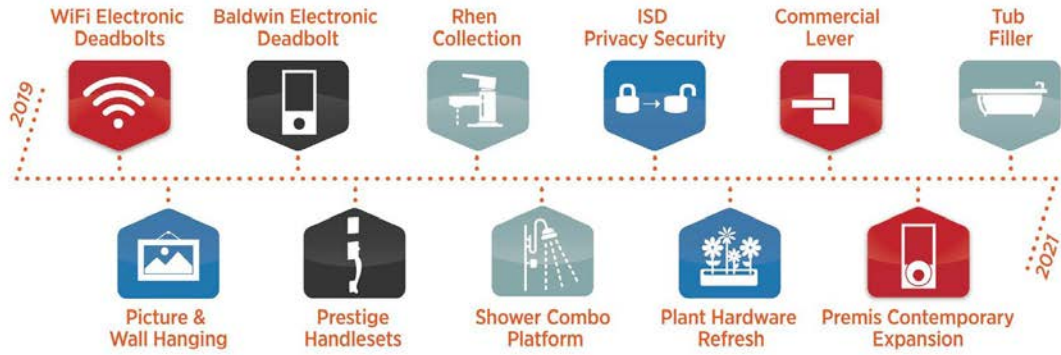 WiFi Electronic
Deadbolts
Baldwin Electronic
Deadbolt
Rhen
Collection
ISD
Privacy Security
Commercial
Lever
Tub
Filler
2019
2021
Picture &
Wall Hanging
Prestige
Handlesets
Shower Combo
Platform
Plant Hardware
Refresh
Premis Contemporary
Expansion